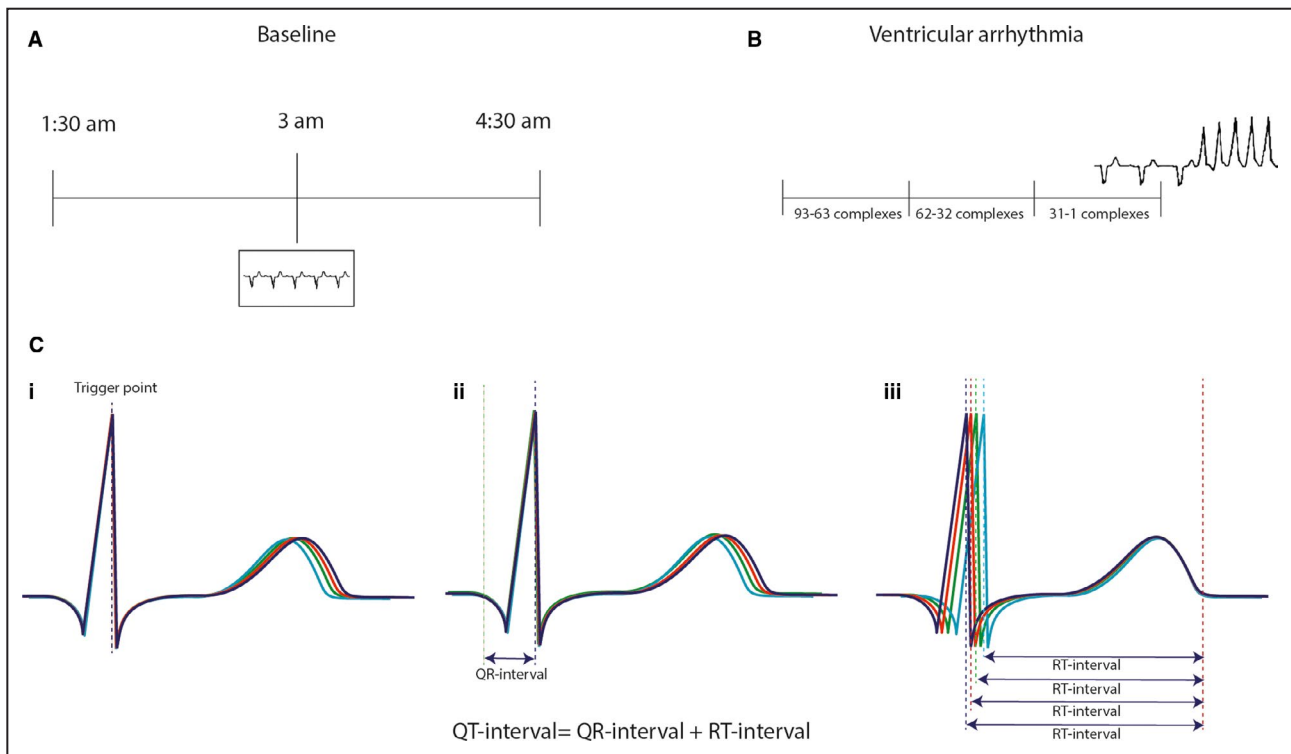 A
Baseline
1:30 am
3 am
4:30 am
B
Ventricular arrhythmia
93-63 complexes
62-32 complexes
31-1 complexes
C
i
Trigger point
ii
QR-interval
iii
RT-interval
RT-interval
RT-interval
RT-interval
QT-interval= QR-interval + RT-interval